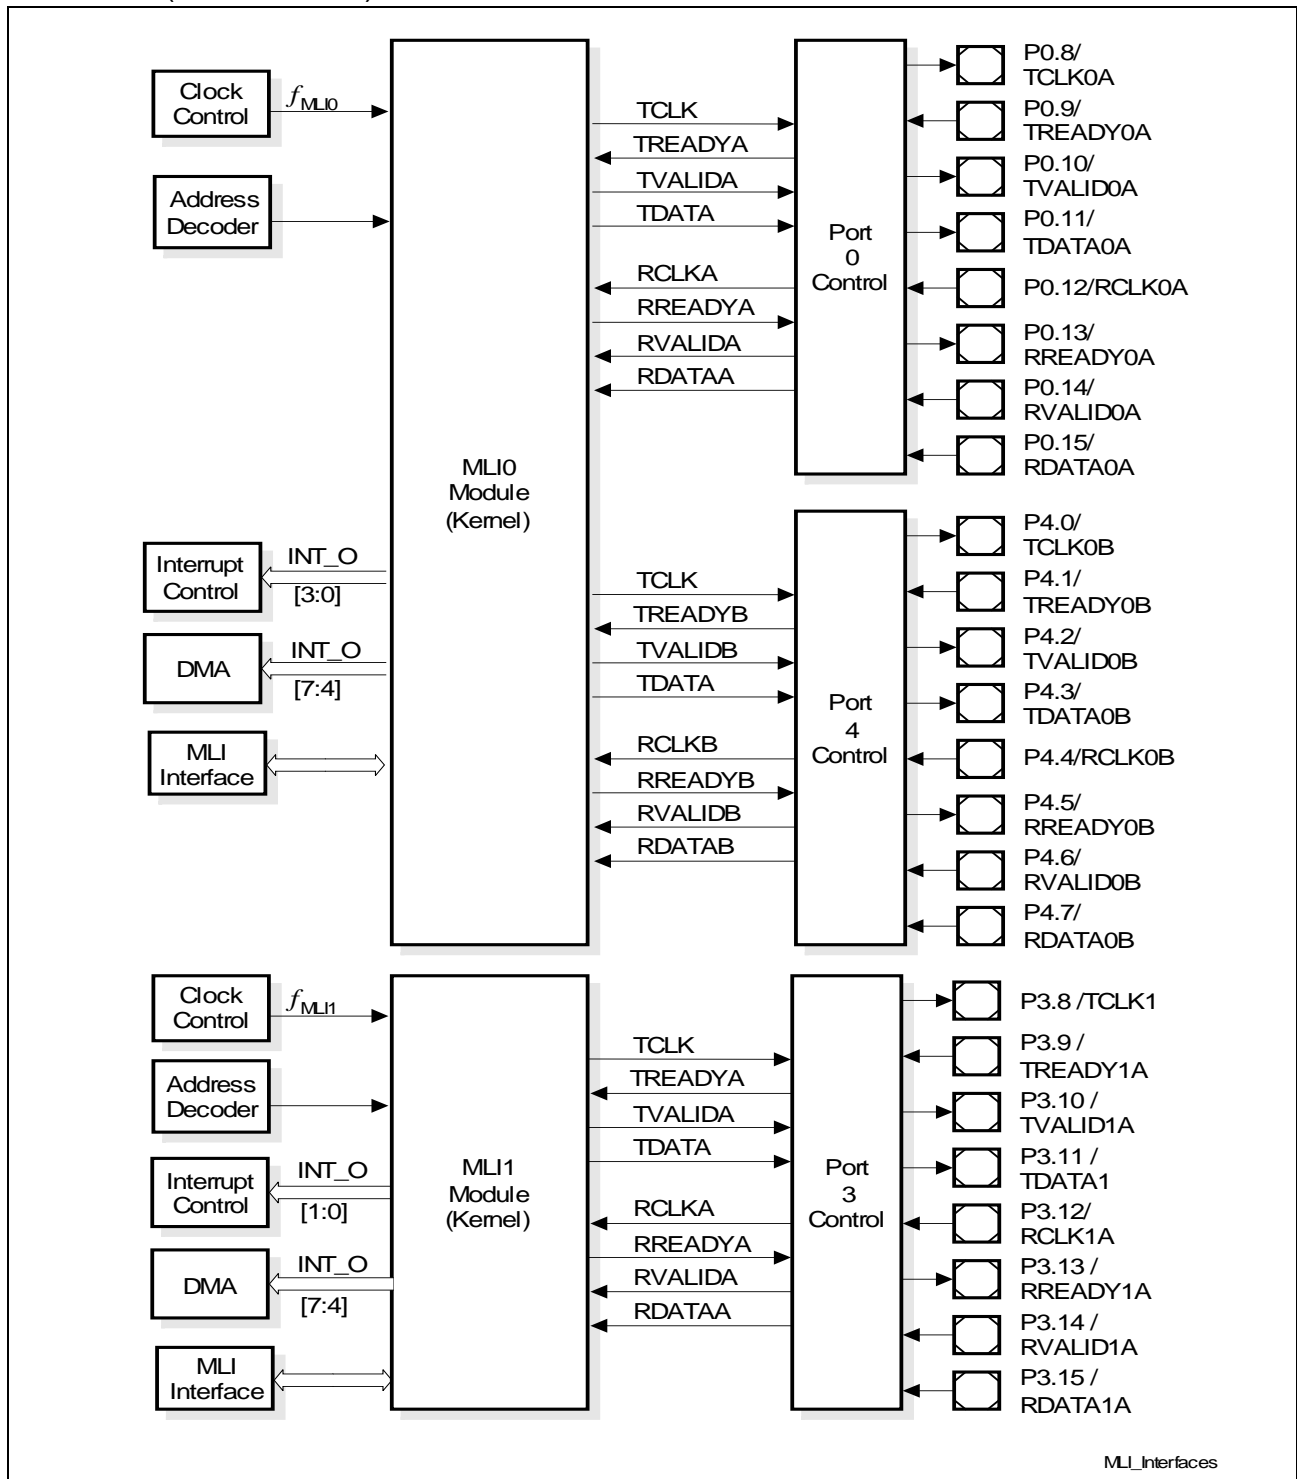 Clock
Control
fMLI0
Address
Decoder
MLI0
Module
(Kernel)
Interrupt
Control
INT_O
[3:0]
DMA
INT_O
[7:4]
MLI
Interface
TCLK
TREADYA
TVALIDA
TDATA
RCLKA
RREADYA
RVALIDA
RDATAA
Port
0
Control
P0.8/
TCLK0A
P0.9/
TREADY0A
P0.10/
TVALID0A
P0.11/
TDATA0A
P0.12/RCLK0A
P0.13/
RREADY0A
P0.14/
RVALID0A
P0.15/
RDATA0A
TCLK
TREADYB
TVALIDB
TDATA
RCLKB
RREADYB
RVALIDB
RDATAB
Port
4
Control
P4.0/
TCLK0B
P4.1/
TREADY0B
P4.2/
TVALID0B
P4.3/
TDATA0B
P4.4/RCLK0B
P4.5/
RREADY0B
P4.6/
RVALID0B
P4.7/
RDATA0B
Clock
Control
fMLI1
Address
Decoder
Interrupt
Control
INT_O
[1:0]
DMA
INT_O
[7:4]
MLI
Interface
MLI1
Module
(Kernel)
TCLK
TREADYA
TVALIDA
TDATA
RCLKA
RREADYA
RVALIDA
RDATAA
Port
3
Control
P3.8 /TCLK1
P3.9 /
TREADY1A
P3.10 /
TVALID1A
P3.11 /
TDATA1
P3.12/
RCLK1A
P3.13 /
RREADY1A
P3.14 /
RVALID1A
P3.15 /
RDATA1A
MLI_Interfaces